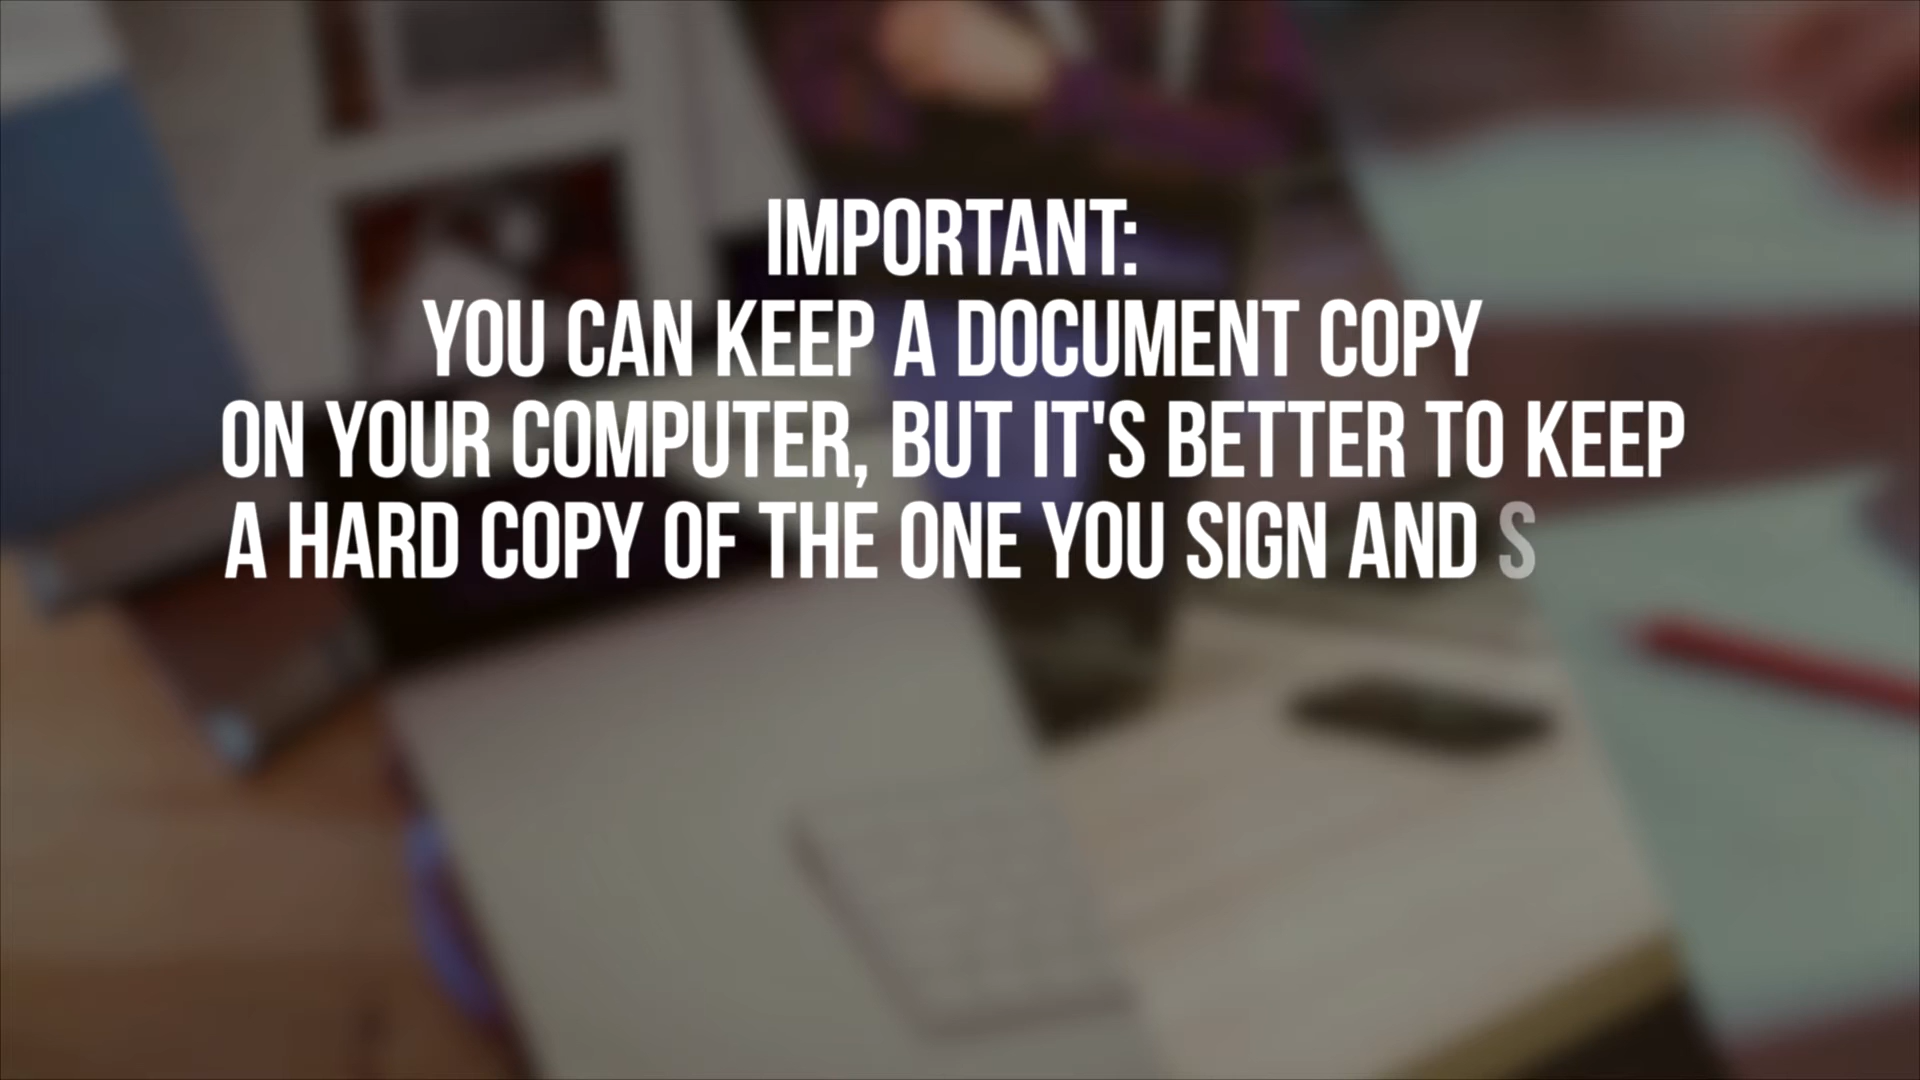 IMPORTANT:
YOU CAN KEEP A DOCUMENT COPY
ON YOUR COMPUTER, BUT IT'S BETTER TO KEEP
A HARD COPY OF THE ONE YOU SIGN AND S